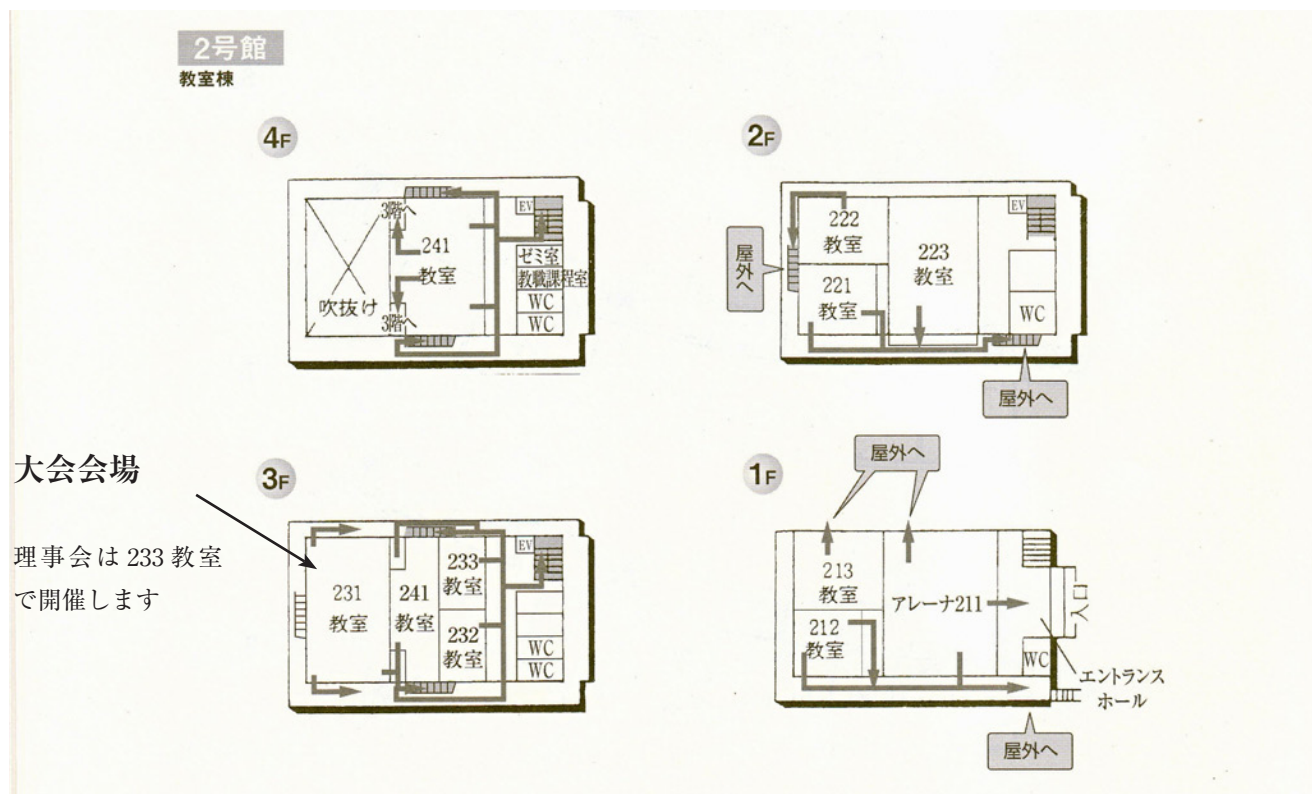 2号館
教室棟
4F
3階へ
241
教室
吹抜け
3階へ
EV
ゼミ室
教職課程室
WC
WC
2F
222
教室
221
教室
223
教室
EV
WC
屋外へ
屋外へ
大会会場
理事会は 233 教室
で開催します
3F
231
教室
241
教室
233
教室
232
教室
EV
WC
WC
1F
屋外へ
213
教室
212
教室
アレーナ211
WC
入口
エントランス
ホール
屋外へ